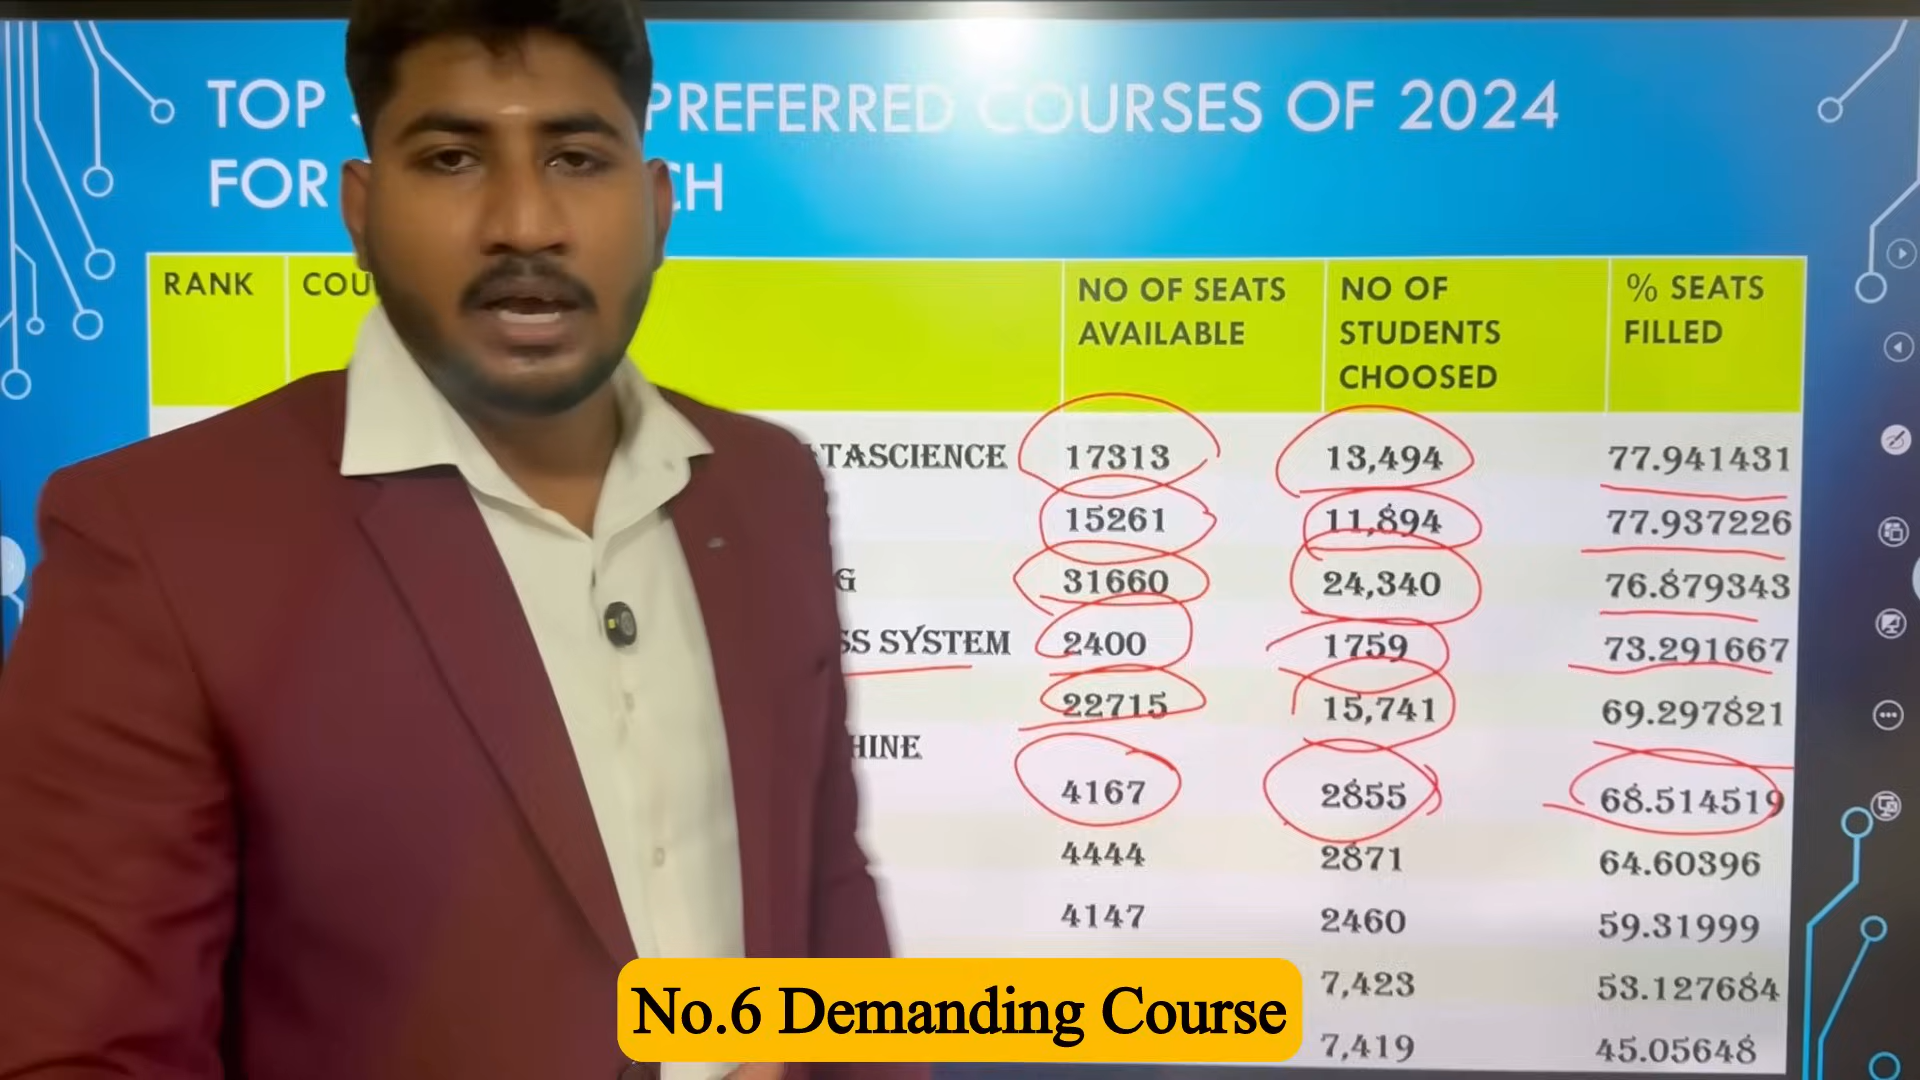 TOP PREFERRED COURSES OF 2024
FOR CH
RANK COU NO OF SEATS AVAILABLE NO OF STUDENTS CHOOSED % SEATS FILLED
TASCIENCE 17313 13,494 77.941431
15261 11,894 77.937226
G 31660 24,340 76.879343
SS SYSTEM 2400 1759 73.291667
22715 15,741 69.297821
HINE
4167 2855 68.514519
4444 2871 64.60396
4147 2460 59.31999
7,423 53.127684
7,419 45.05648
No.6 Demanding Course